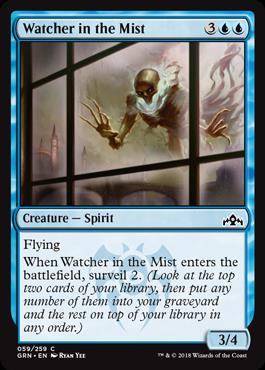 Watcher in the Mist 3
Creature — Spirit
Flying
When Watcher in the Mist enters the
battlefield, surveil 2. (Look at the top
two cards of your library, then put any
number of them into your graveyard
and the rest on top of your library in
any order.)
3/4
059/259 C
GRN • EN Ryan Yee
™ & © 2018 Wizards of the Coast